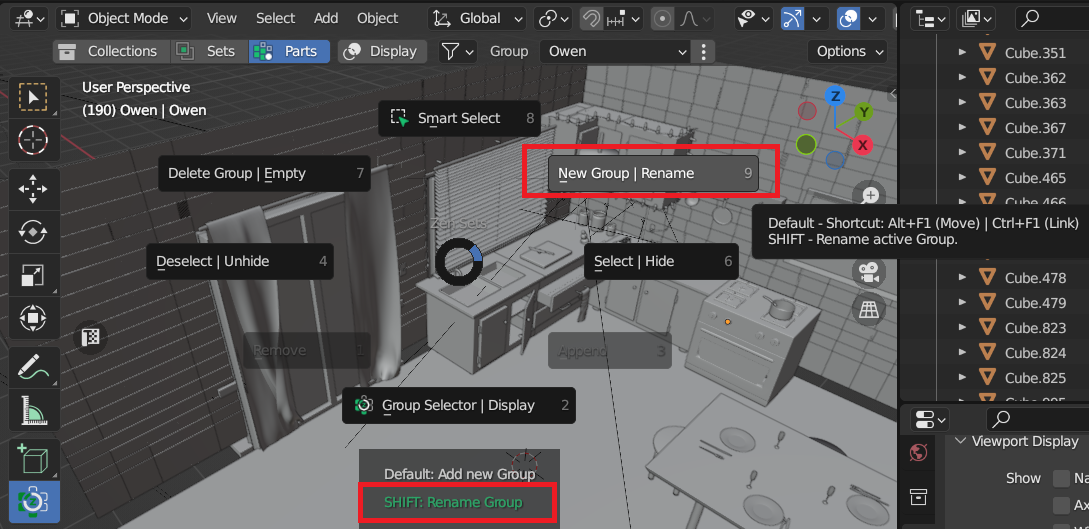 Object Mode
View
Select
Add
Object
Global
Collections
Sets
Parts
Display
Group
Owen
Options
User Perspective
(190) Owen | Owen
Z
Y
X
Smart Select 8
Delete Group | Empty 7
New Group | Rename 9
Zen Sets
Default - Shortcut: Alt+F1 (Move) | Ctrl+F1 (Link)
SHIFT - Rename active Group.
Deselect | Unhide 4
Select | Hide 6
Remove 1
Append 3
Group Selector | Display 2
Default: Add new Group
SHIFT: Rename Group
Cube.351
Cube.362
Cube.363
Cube.367
Cube.371
Cube.465
Cube.466
Cube.478
Cube.479
Cube.823
Cube.824
Cube.825
Viewport Display
Show
Na
Ax